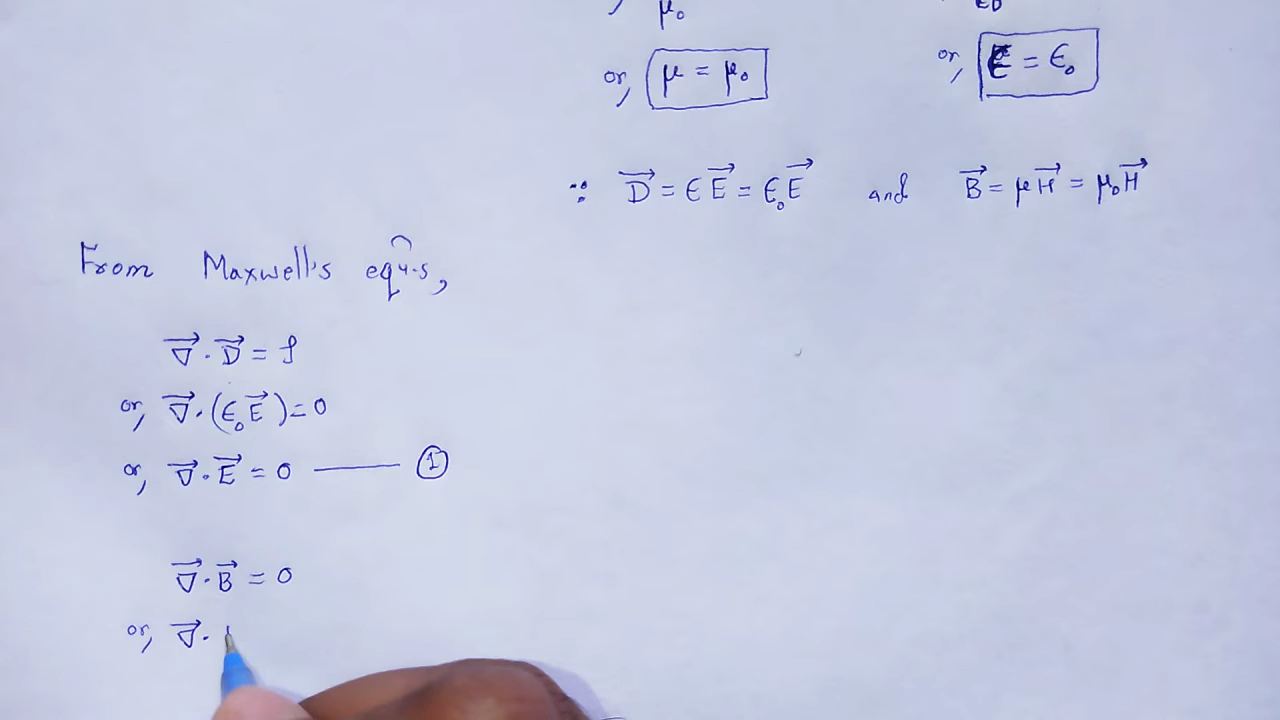 μ₀ ϵ₀
or, μ = μ₀ or, ϵ = ϵ₀
∵ D⃗ = ϵE⃗ = ϵ₀E⃗ and B⃗ = μH⃗ = μ₀H⃗
From Maxwell's eqⁿ·s,
∇⃗·D⃗ = ρ
or, ∇⃗·(ϵ₀E⃗) = 0
or, ∇⃗·E⃗ = 0 ——— ①
∇⃗·B⃗ = 0
or, ∇⃗·